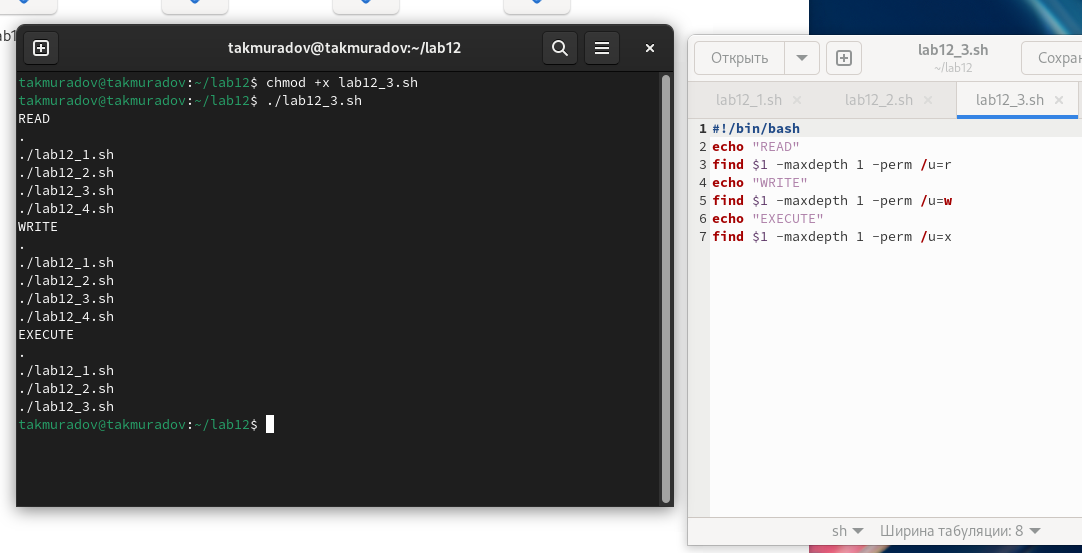 takmuradov@takmuradov:~/lab12
takmuradov@takmuradov:~/lab12$ chmod +x lab12_3.sh
takmuradov@takmuradov:~/lab12$ ./lab12_3.sh
READ
.
./lab12_1.sh
./lab12_2.sh
./lab12_3.sh
./lab12_4.sh
WRITE
.
./lab12_1.sh
./lab12_2.sh
./lab12_3.sh
./lab12_4.sh
EXECUTE
.
./lab12_1.sh
./lab12_2.sh
./lab12_3.sh
takmuradov@takmuradov:~/lab12$
Открыть
lab12_3.sh
~/lab12
lab12_1.sh
lab12_2.sh
lab12_3.sh
1 #!/bin/bash
2 echo "READ"
3 find $1 -maxdepth 1 -perm /u=r
4 echo "WRITE"
5 find $1 -maxdepth 1 -perm /u=w
6 echo "EXECUTE"
7 find $1 -maxdepth 1 -perm /u=x
sh
Ширина табуляции: 8